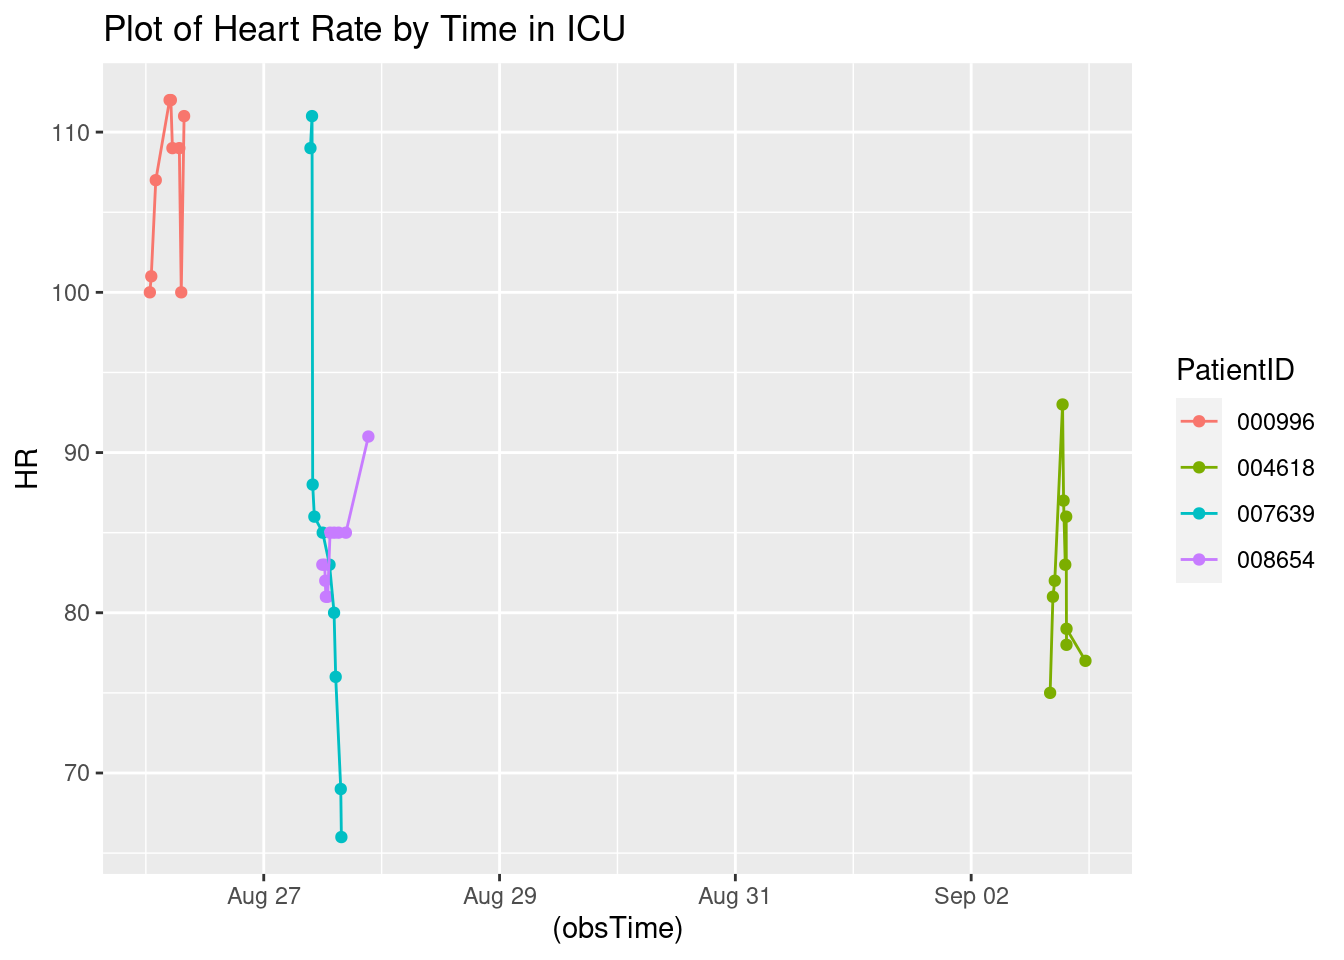 Plot of Heart Rate by Time in ICU
110
100
90
80
70
HR
Aug 27
Aug 29
Aug 31
Sep 02
(obsTime)
PatientID
000996
004618
007639
008654